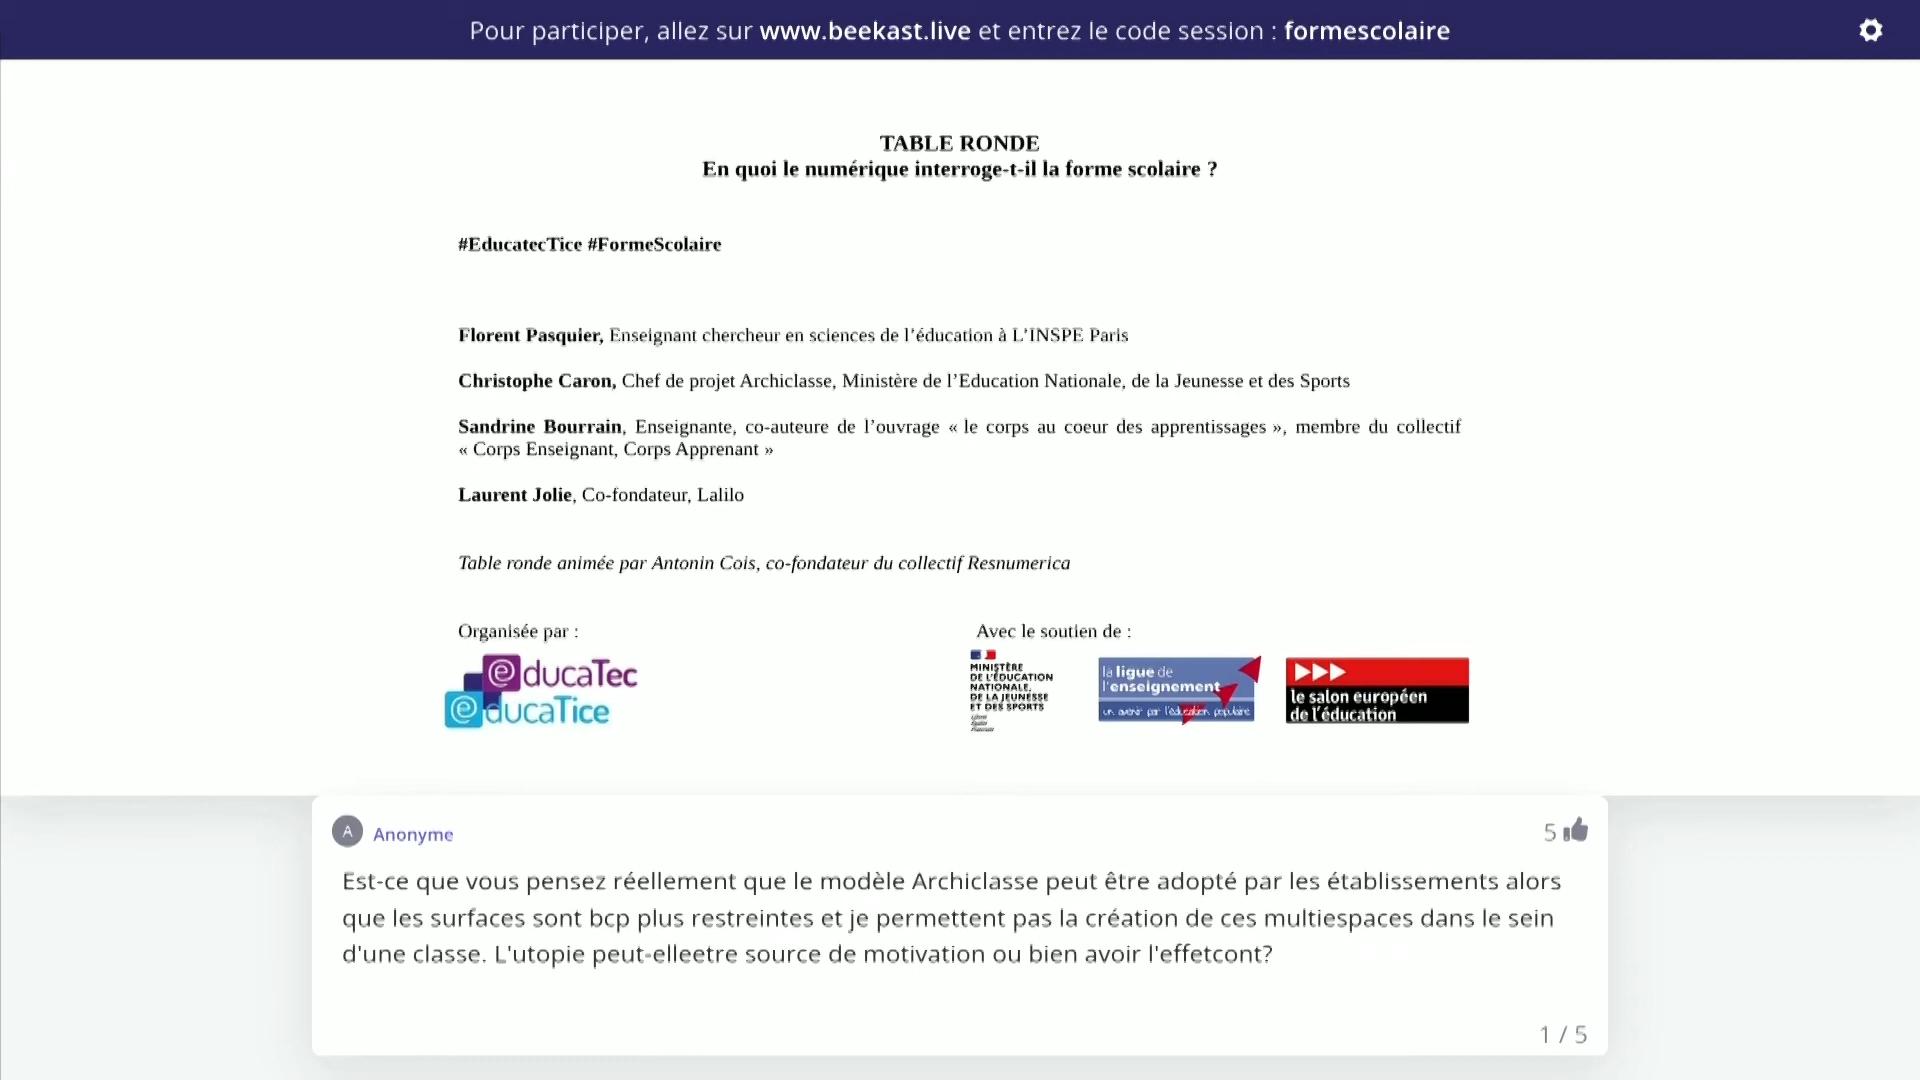 Pour participer, allez sur www.beekast.live et entrez le code session : formescolaire
TABLE RONDE
En quoi le numérique interroge-t-il la forme scolaire ?
#EducatecTice #FormeScolaire
Florent Pasquier, Enseignant chercheur en sciences de l’éducation à L’INSPE Paris
Christophe Caron, Chef de projet Archiclasse, Ministère de l’Education Nationale, de la Jeunesse et des Sports
Sandrine Bourrain, Enseignante, co-auteure de l’ouvrage « le corps au coeur des apprentissages », membre du collectif
« Corps Enseignant, Corps Apprenant »
Laurent Jolie, Co-fondateur, Lalilo
Table ronde animée par Antonin Cois, co-fondateur du collectif Resnumerica
Organisée par :
Avec le soutien de :
educaTec
educaTice
MINISTÈRE
DE L'ÉDUCATION
NATIONALE,
DE LA JEUNESSE
ET DES SPORTS
la ligue de
l'enseignement
un avenir par l'éducation populaire
le salon européen
de l'éducation
A Anonyme
5
Est-ce que vous pensez réellement que le modèle Archiclasse peut être adopté par les établissements alors
que les surfaces sont bcp plus restreintes et je permettent pas la création de ces multiespaces dans le sein
d'une classe. L'utopie peut-elleetre source de motivation ou bien avoir l'effetcont?
1 / 5